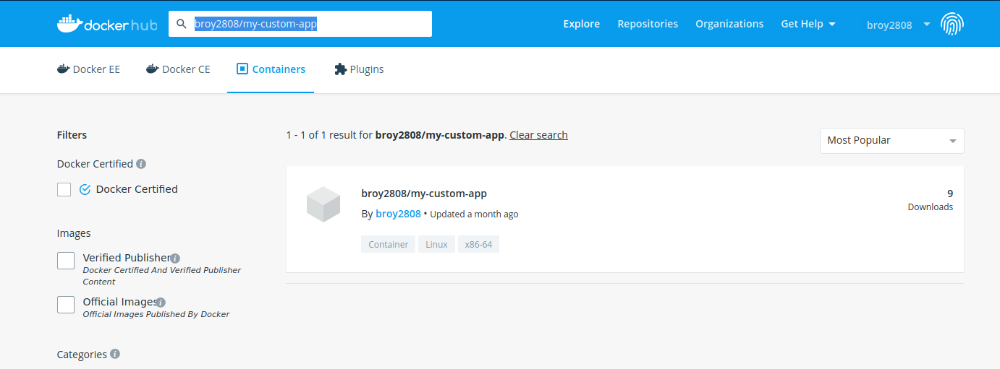 docker hub
broy2808/my-custom-app
Explore
Repositories
Organizations
Get Help
broy2808
Docker EE
Docker CE
Containers
Plugins
Filters
Docker Certified
Docker Certified
Images
Verified Publisher
Docker Certified And Verified Publisher
Content
Official Images
Official Images Published By Docker
Categories
1 - 1 of 1 result for broy2808/my-custom-app. Clear search
Most Popular
broy2808/my-custom-app
By broy2808 • Updated a month ago
Container
Linux
x86-64
9
Downloads